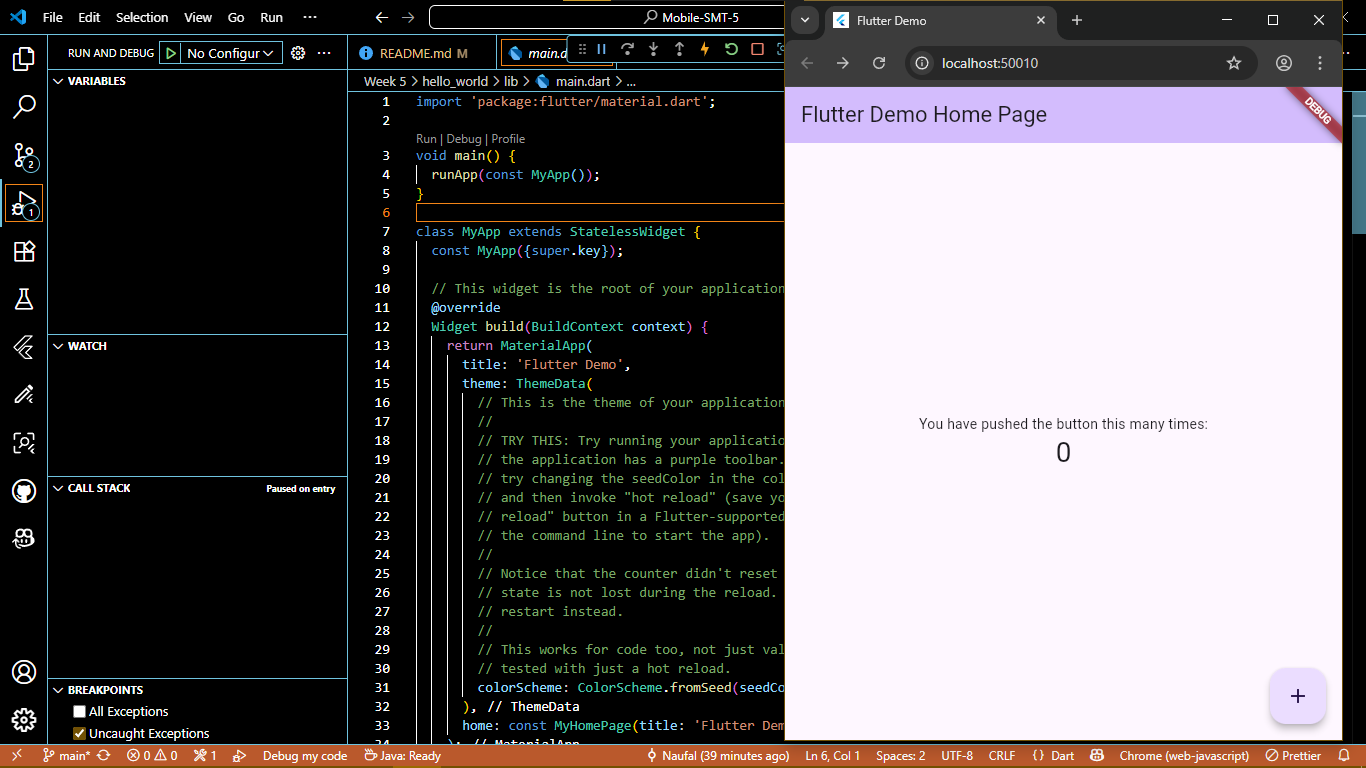 File Edit Selection View Go Run ···
Mobile-SMT-5
RUN AND DEBUG No Configur
VARIABLES
WATCH
CALL STACK Paused on entry
BREAKPOINTS
All Exceptions
Uncaught Exceptions
2
1
README.md M
main.d
Week 5 > hello_world > lib > main.dart > ...
1 import 'package:flutter/material.dart';
2
Run | Debug | Profile
3 void main() {
4 runApp(const MyApp());
5 }
6
7 class MyApp extends StatelessWidget {
8 const MyApp({super.key});
9
10 // This widget is the root of your application
11 @override
12 Widget build(BuildContext context) {
13 return MaterialApp(
14 title: 'Flutter Demo',
15 theme: ThemeData(
16 // This is the theme of your application
17 //
18 // TRY THIS: Try running your applicatio
19 // the application has a purple toolbar.
20 // try changing the seedColor in the col
21 // and then invoke "hot reload" (save yo
22 // reload" button in a Flutter-supported
23 // the command line to start the app).
24 //
25 // Notice that the counter didn't reset
26 // state is not lost during the reload.
27 // restart instead.
28 //
29 // This works for code too, not just val
30 // tested with just a hot reload.
31 colorScheme: ColorScheme.fromSeed(seedCo
32 ), // ThemeData
33 home: const MyHomePage(title: 'Flutter Dem
34 ); // MaterialApp
Flutter Demo
localhost:50010
Flutter Demo Home Page
DEBUG
You have pushed the button this many times:
0
+
main* 0 0 1 Debug my code Java: Ready Naufal (39 minutes ago) Ln 6, Col 1 Spaces: 2 UTF-8 CRLF {} Dart Chrome (web-javascript) Prettier